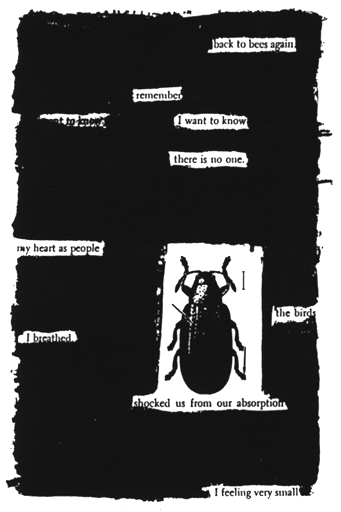 back to bees again.
remember
I want to know
there is no one.
my heart as people
the birds
I breathed.
shocked us from our absorption
I feeling very small